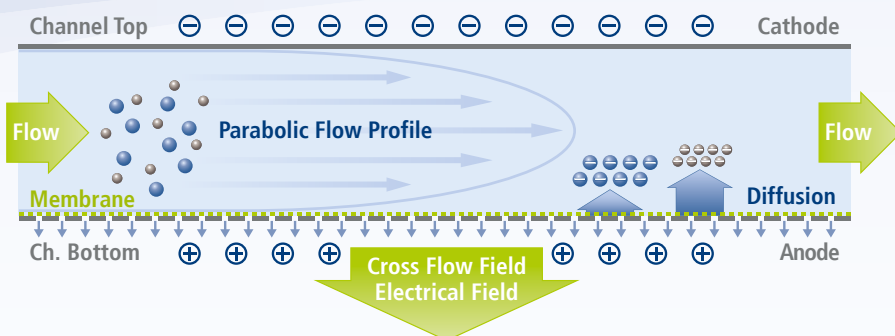 Channel Top
Cathode
Flow
Parabolic Flow Profile
Flow
Membrane
Diffusion
Ch. Bottom
Anode
Cross Flow Field
Electrical Field